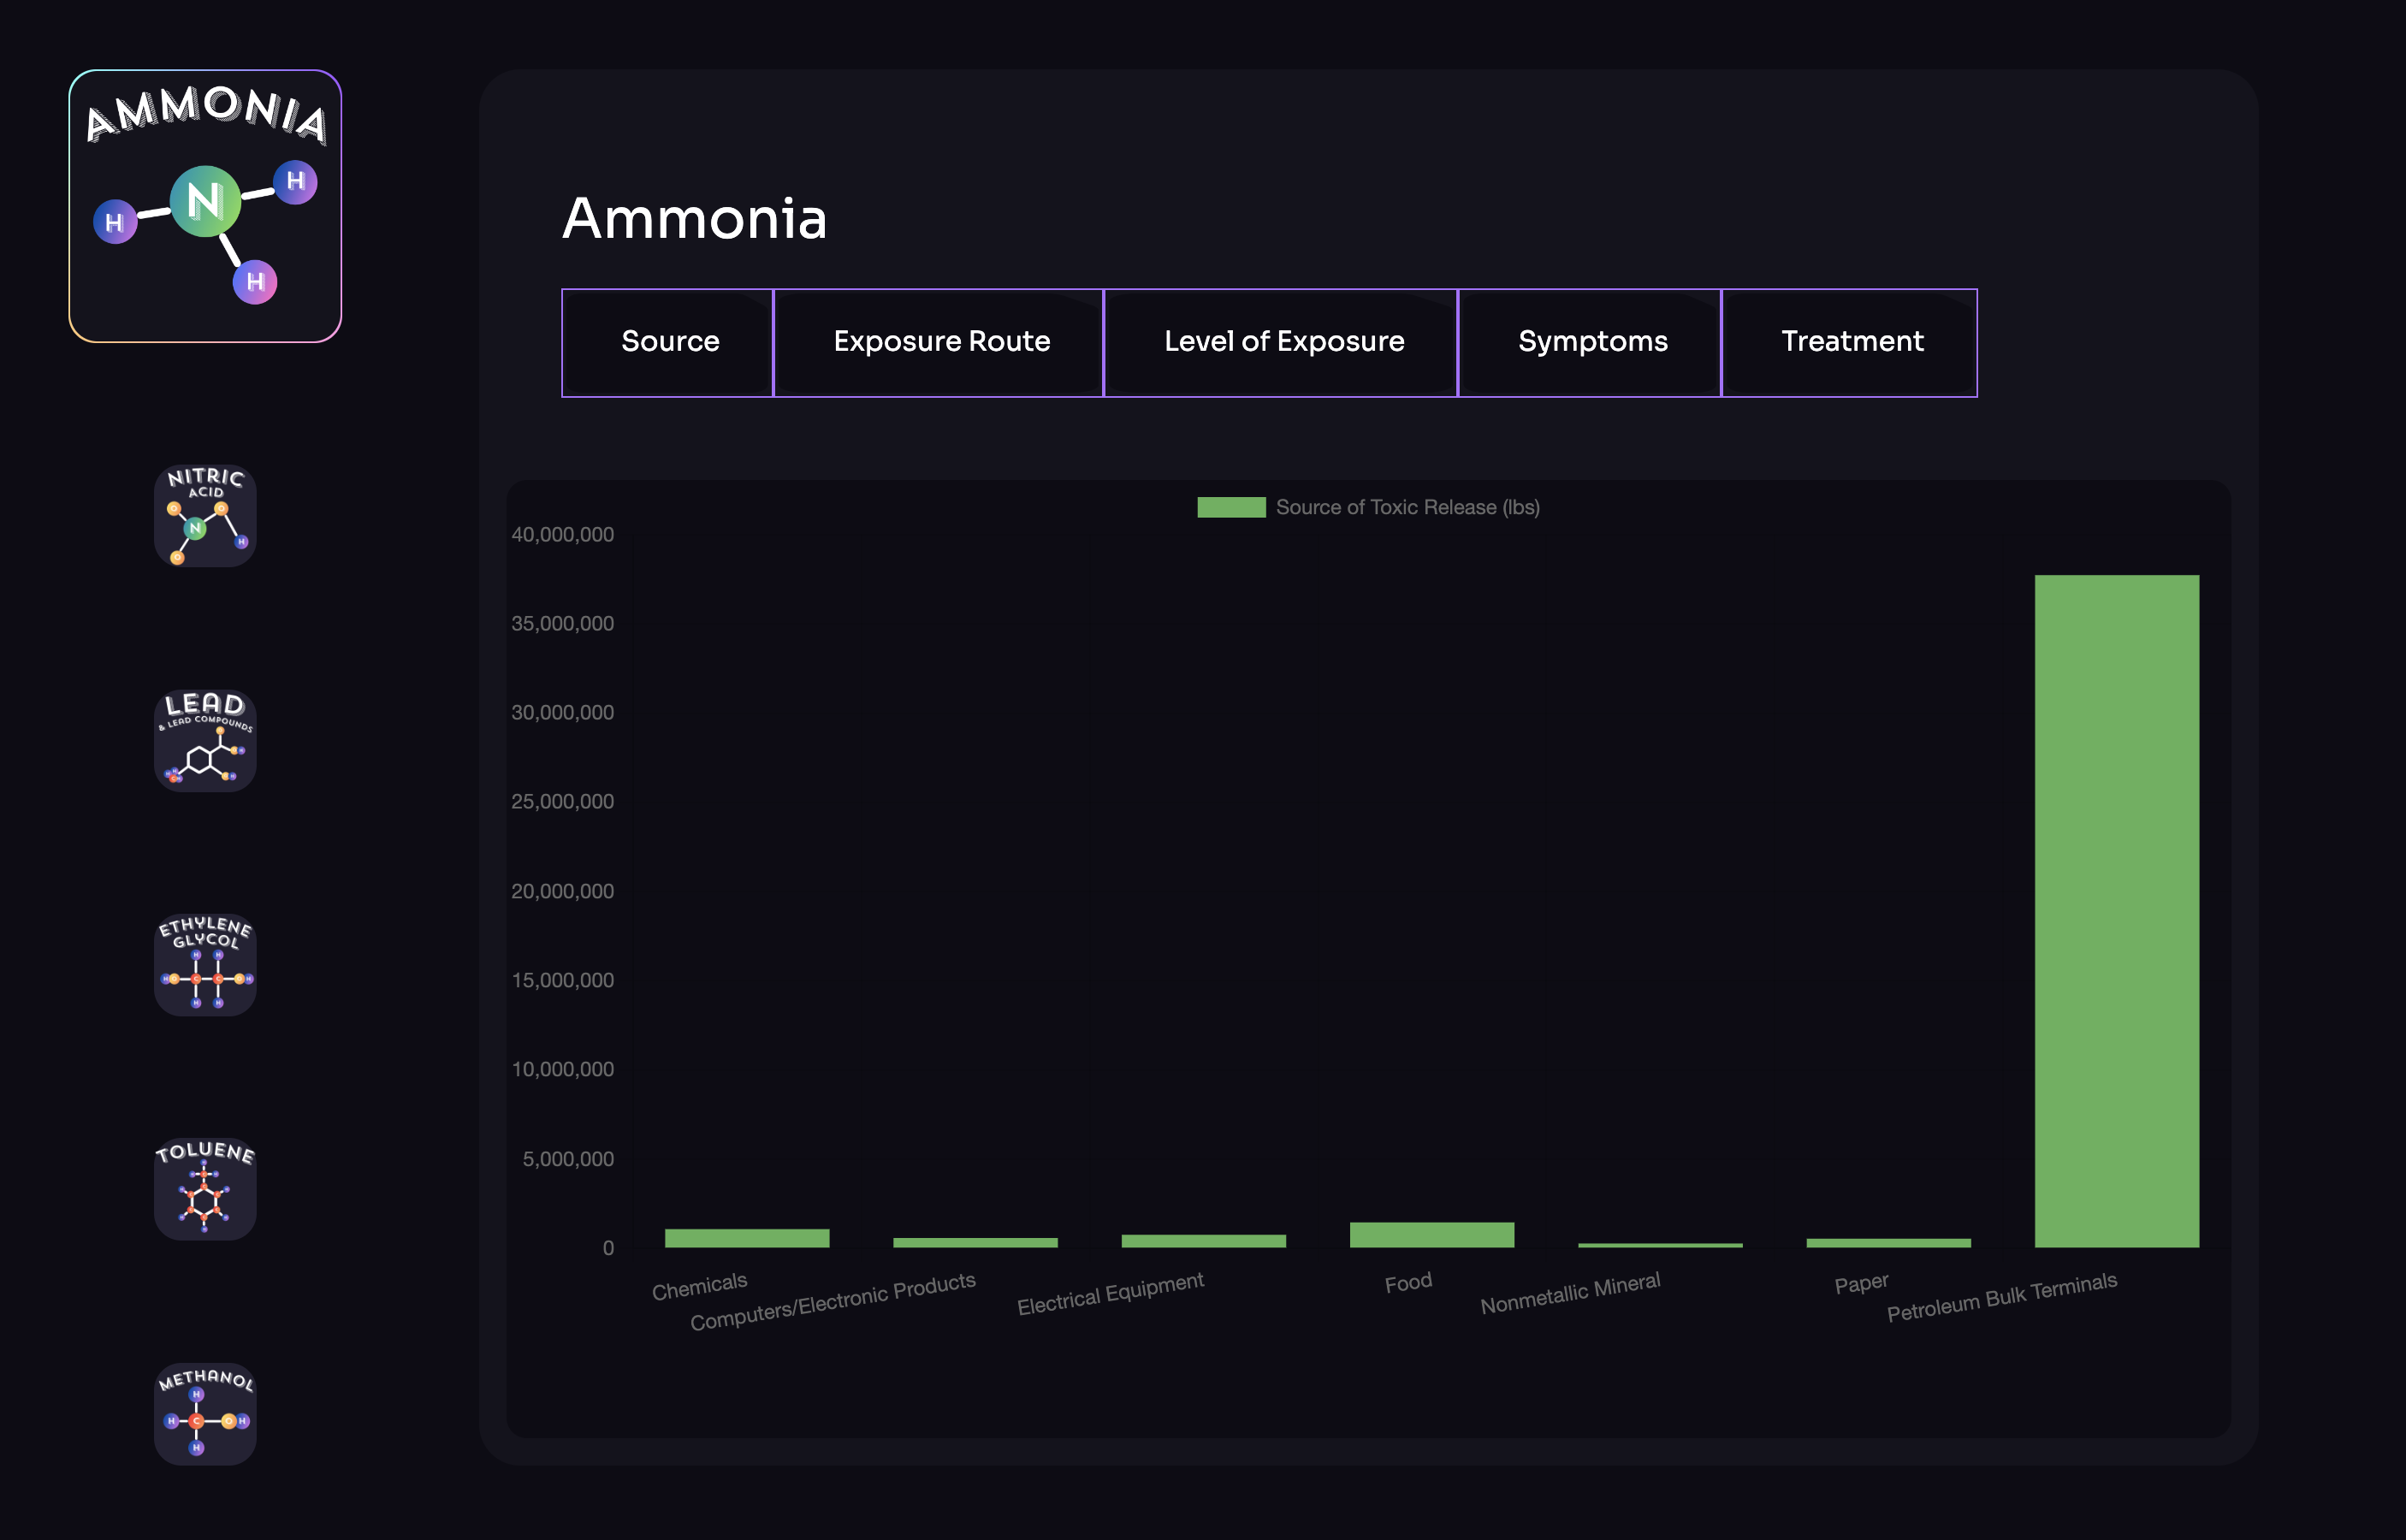 AMMONIA
N
H
H
H
NITRIC
ACID
O
O
N
H
O
LEAD
& LEAD COMPOUNDS
ETHYLENE
GLYCOL
H H
H O C C O H
H H
TOLUENE
METHANOL
H
H C O H
H
Ammonia
Source Exposure Route Level of Exposure Symptoms Treatment
Source of Toxic Release (lbs)
40,000,000
35,000,000
30,000,000
25,000,000
20,000,000
15,000,000
10,000,000
5,000,000
0
Chemicals
Computers/Electronic Products
Electrical Equipment
Food
Nonmetallic Mineral
Paper
Petroleum Bulk Terminals